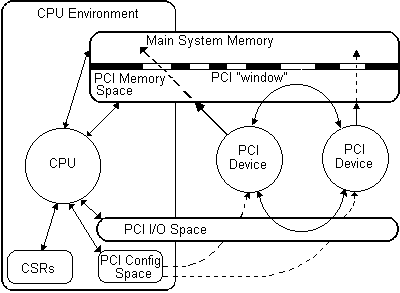 CPU Environment
Main System Memory
PCI Memory
Space
PCI "window"
CPU
PCI
Device
PCI
Device
PCI I/O Space
CSRs
PCI Config
Space